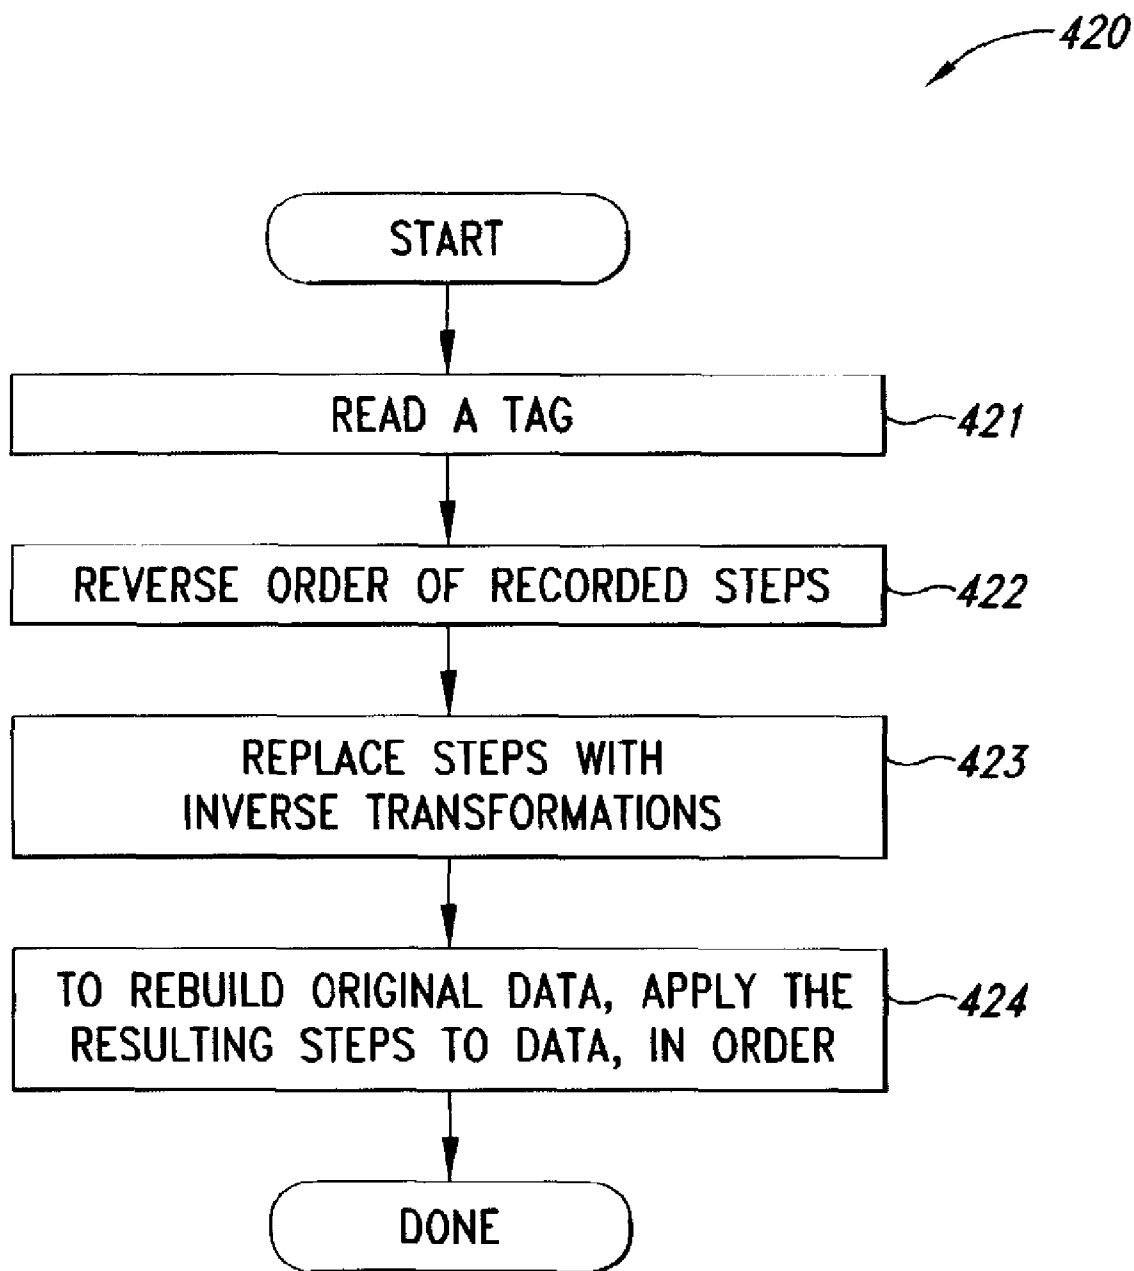 420
START
READ A TAG
421
REVERSE ORDER OF RECORDED STEPS
422
REPLACE STEPS WITH
INVERSE TRANSFORMATIONS
423
TO REBUILD ORIGINAL DATA, APPLY THE
RESULTING STEPS TO DATA, IN ORDER
424
DONE